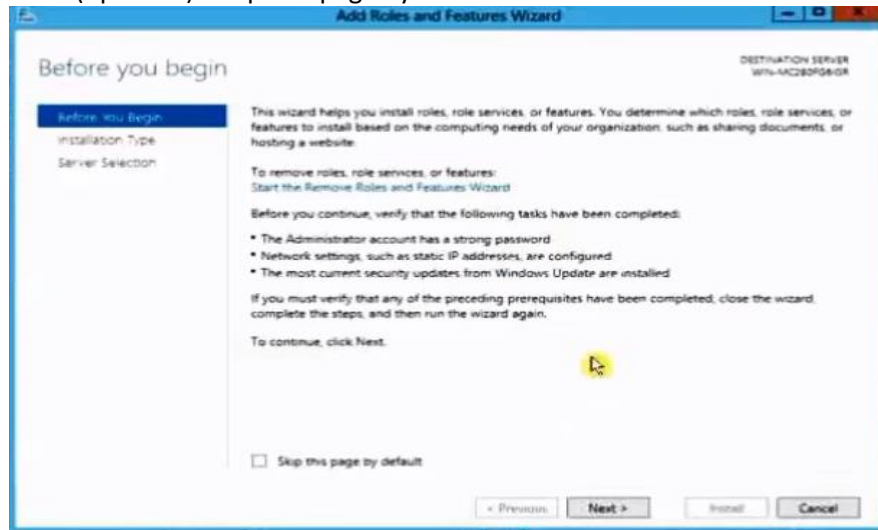 Add Roles and Features Wizard
Before you begin
DESTINATION SERVER
Before You Begin
Installation Type
Server Selection
This wizard helps you install roles, role services, or features. You determine which roles, role services, or
features to install based on the computing needs of your organization, such as sharing documents, or
hosting a website.
To remove roles, role services, or features:
Start the Remove Roles and Features Wizard
Before you continue, verify that the following tasks have been completed:
• The Administrator account has a strong password
• Network settings, such as static IP addresses, are configured
• The most current security updates from Windows Update are installed
If you must verify that any of the preceding prerequisites have been completed, close the wizard,
complete the steps, and then run the wizard again.
To continue, click Next.
Skip this page by default
< Previous
Next >
Install
Cancel